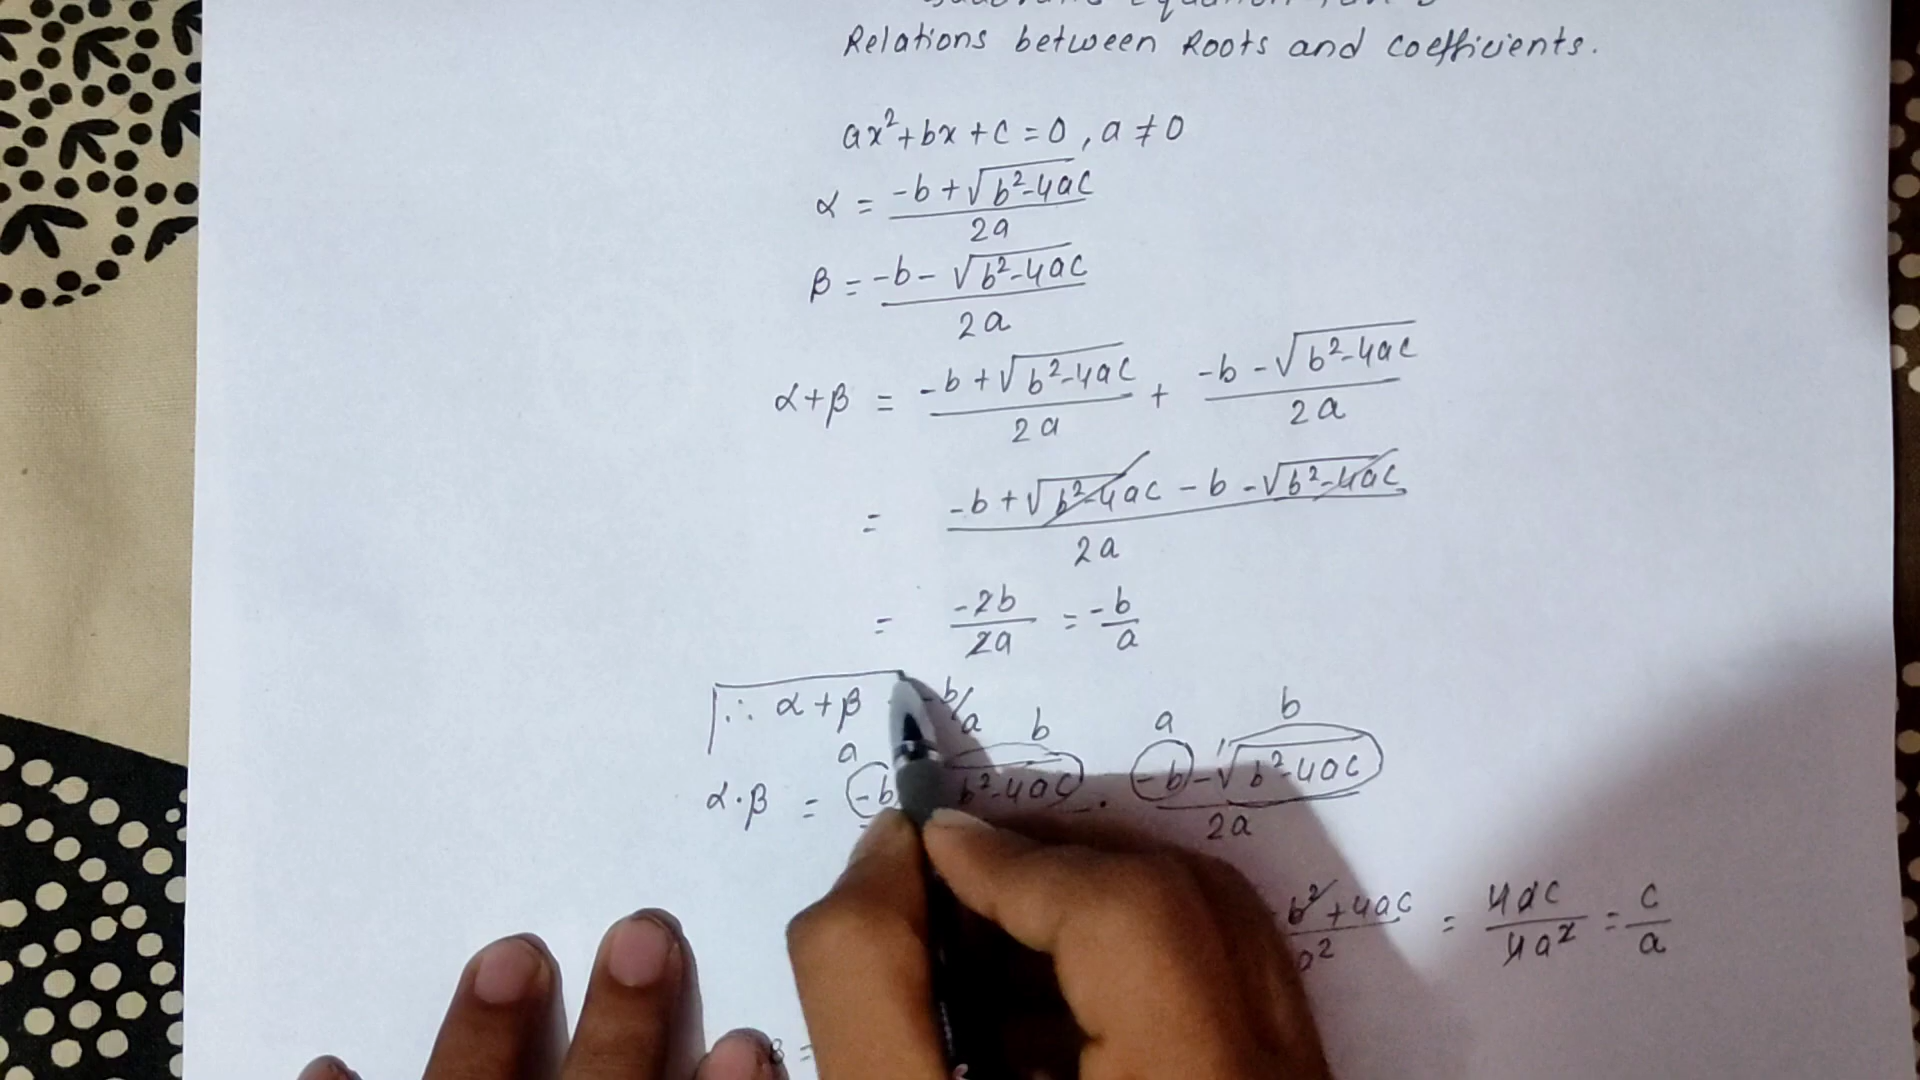 Relations between Roots and coefficients.
ax²+bx+c=0, a≠0
α = (-b+√(b²-4ac))/2a
β = (-b-√(b²-4ac))/2a
α+β = (-b+√(b²-4ac))/2a + (-b-√(b²-4ac))/2a
= (-b+√(b²-4ac)-b-√(b²-4ac))/2a
= -2b/2a = -b/a
∴ α+β -b/a
a b a b
α·β = -b b²-4ac . (-b-√(b²-4ac))/2a
b²+4ac/a² = 4ac/4a² = c/a
β =